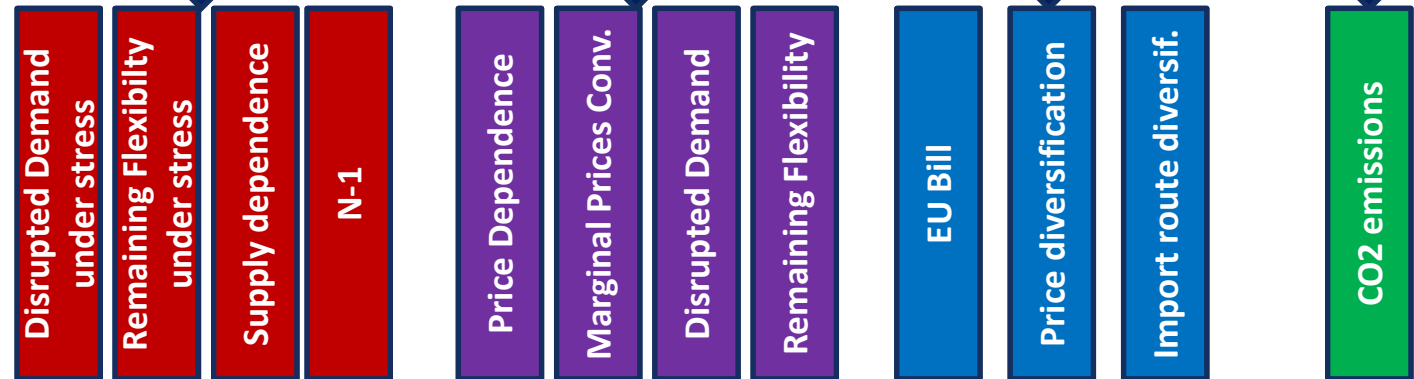 Disrupted Demand
under stress
Remaining Flexibilty
under stress
Supply dependence
N-1
Price Dependence
Marginal Prices Conv.
Disrupted Demand
Remaining Flexibility
EU Bill
Price diversification
Import route diversif.
CO2 emissions